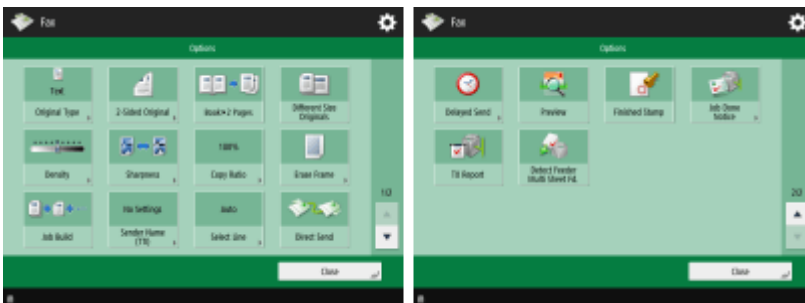 Fax
Options
Text
Original Type
2-Sided Original
Book▸2 Pages
Different Size
Originals
Density
Sharpness
100%
Copy Ratio
Erase Frame
1/2
Job Build
No Settings
Sender Name
(TX)
Auto
Select Line
Direct Send
Close
Fax
Options
Delayed Send
Preview
Finished Stamp
Job Done
Notice
TX Report
Detect Feeder
Multi Sheet Fd.
2/2
Close